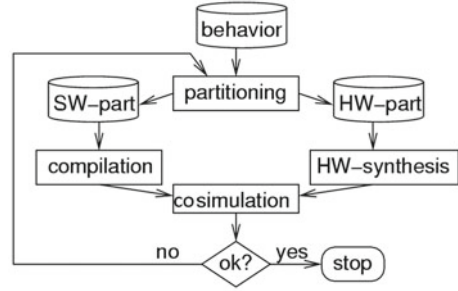 behavior
partitioning
SW-part
HW-part
compilation
HW-synthesis
cosimulation
no
ok?
yes
stop